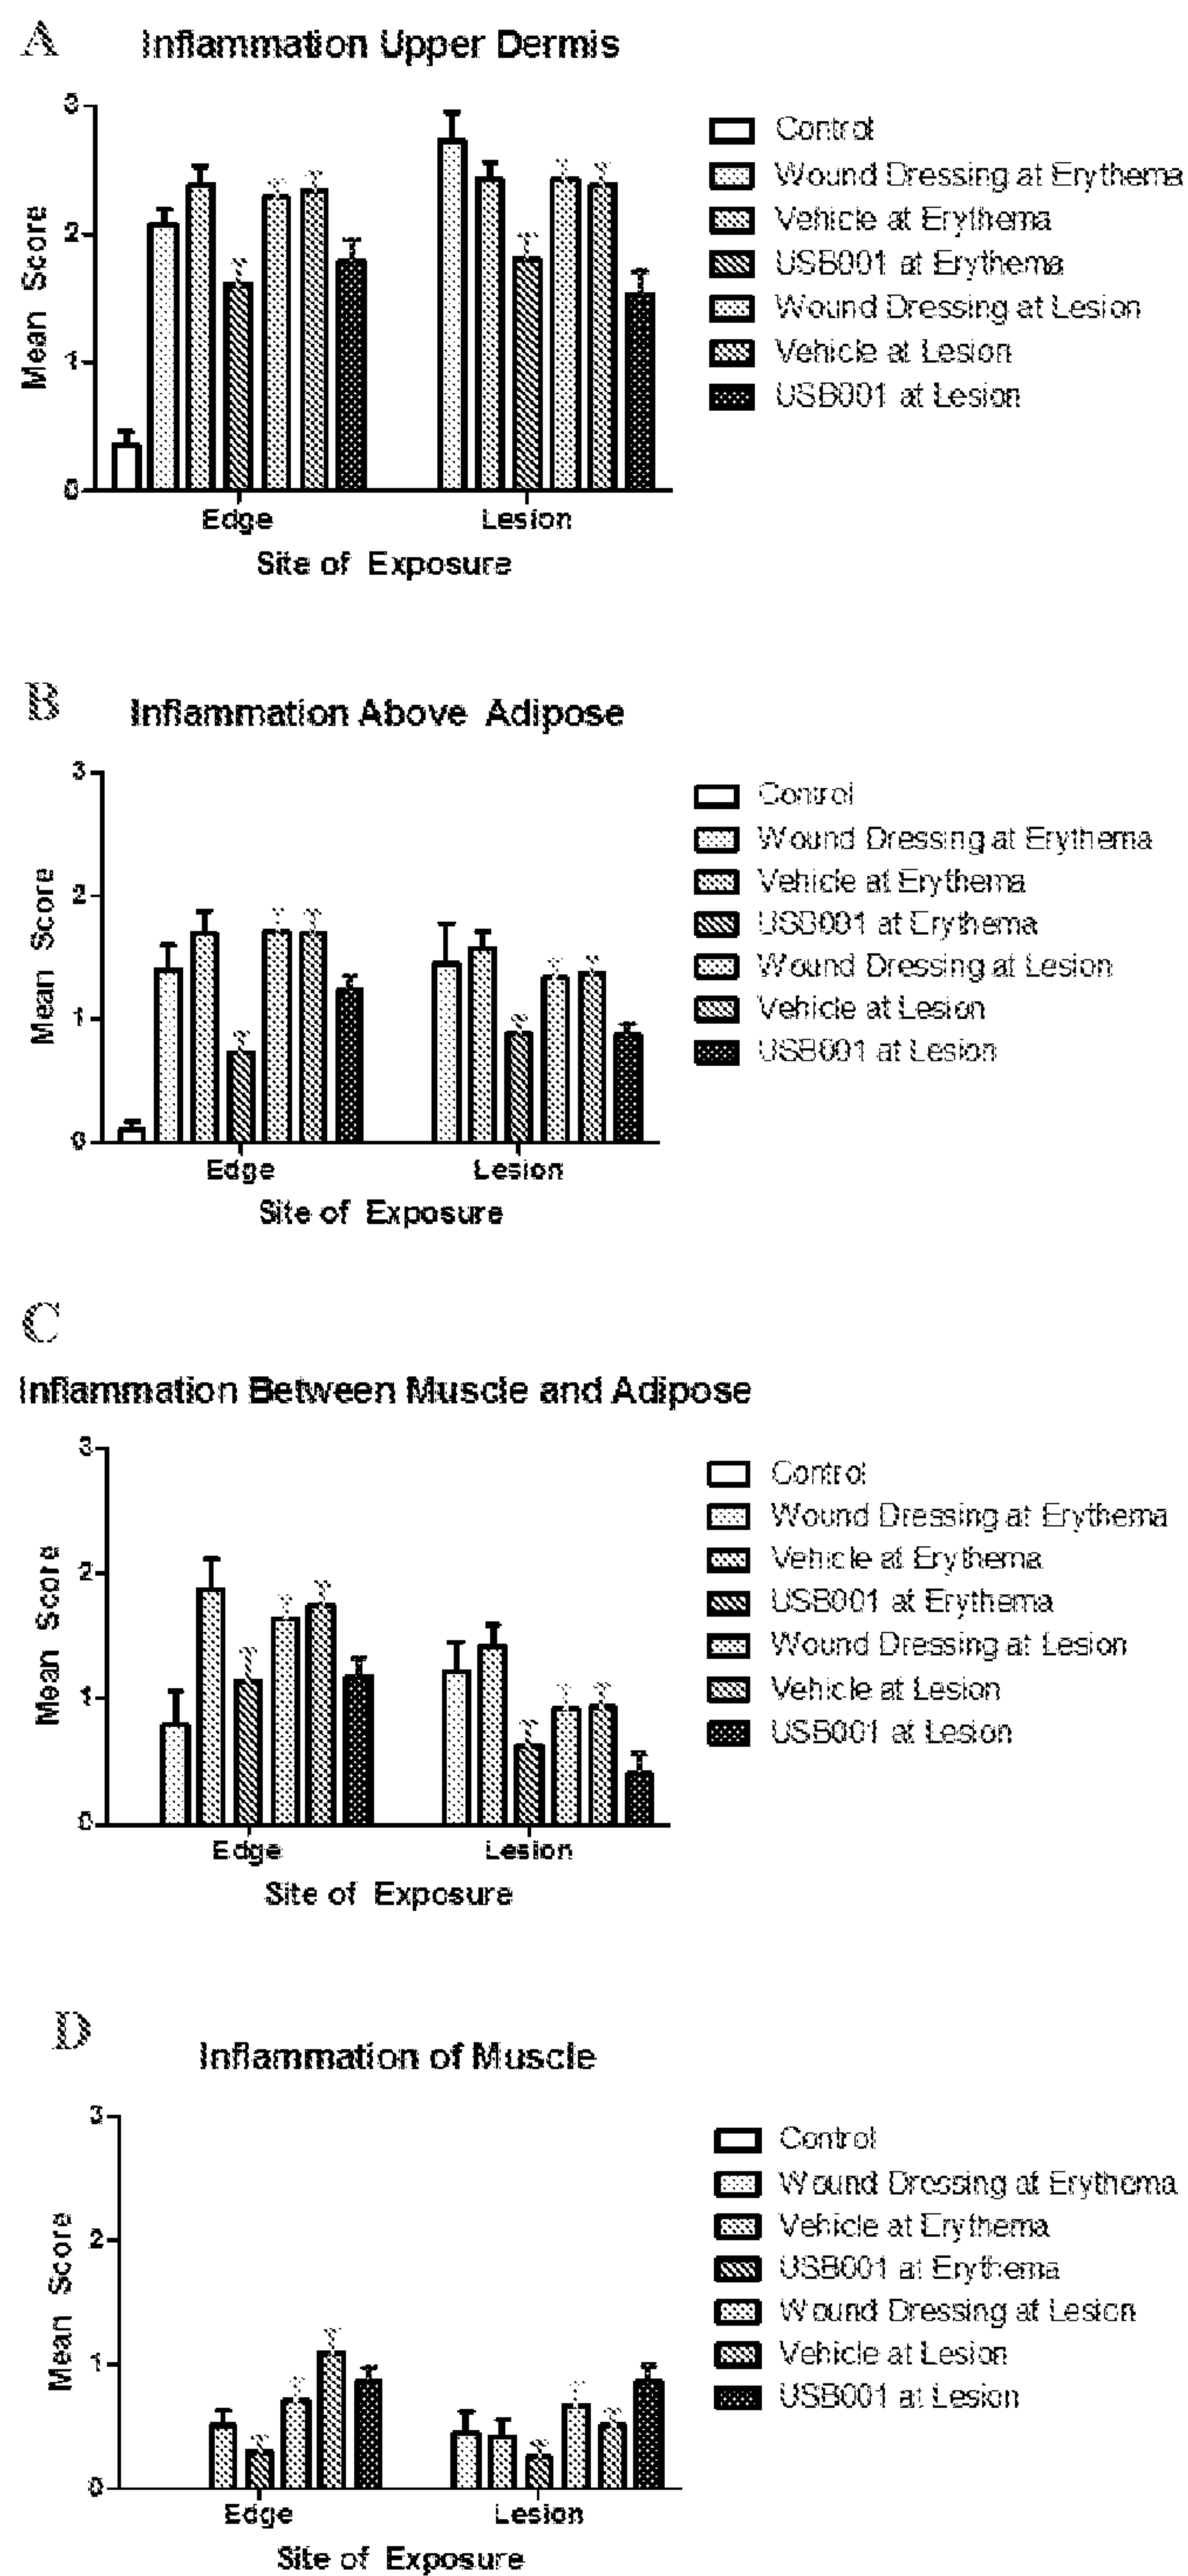 A
Inflammation Upper Dermis
3
2
1
0
Mean Score
Edge
Lesion
Site of Exposure
Control
Wound Dressing at Erythema
Vehicle at Erythema
USB001 at Erythema
Wound Dressing at Lesion
Vehicle at Lesion
USB001 at Lesion
B
Inflammation Above Adipose
3
2
1
0
Mean Score
Edge
Lesion
Site of Exposure
Control
Wound Dressing at Erythema
Vehicle at Erythema
USB001 at Erythema
Wound Dressing at Lesion
Vehicle at Lesion
USB001 at Lesion
C
Inflammation Between Muscle and Adipose
3
2
1
0
Mean Score
Edge
Lesion
Site of Exposure
Control
Wound Dressing at Erythema
Vehicle at Erythema
USB001 at Erythema
Wound Dressing at Lesion
Vehicle at Lesion
USB001 at Lesion
D
Inflammation of Muscle
3
2
1
0
Mean Score
Edge
Lesion
Site of Exposure
Control
Wound Dressing at Erythema
Vehicle at Erythema
USB001 at Erythema
Wound Dressing at Lesion
Vehicle at Lesion
USB001 at Lesion